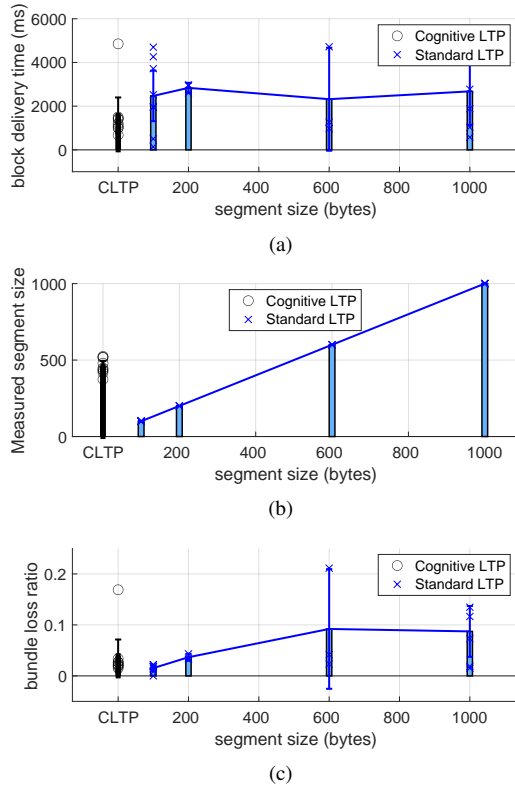 6000
4000
2000
0
block delivery time (ms)
Cognitive LTP
Standard LTP
CLTP 200 400 600 800 1000
segment size (bytes)
(a)
1000
500
0
Measured segment size
Cognitive LTP
Standard LTP
CLTP 200 400 600 800 1000
segment size (bytes)
(b)
0.2
0.1
0
bundle loss ratio
Cognitive LTP
Standard LTP
CLTP 200 400 600 800 1000
segment size (bytes)
(c)